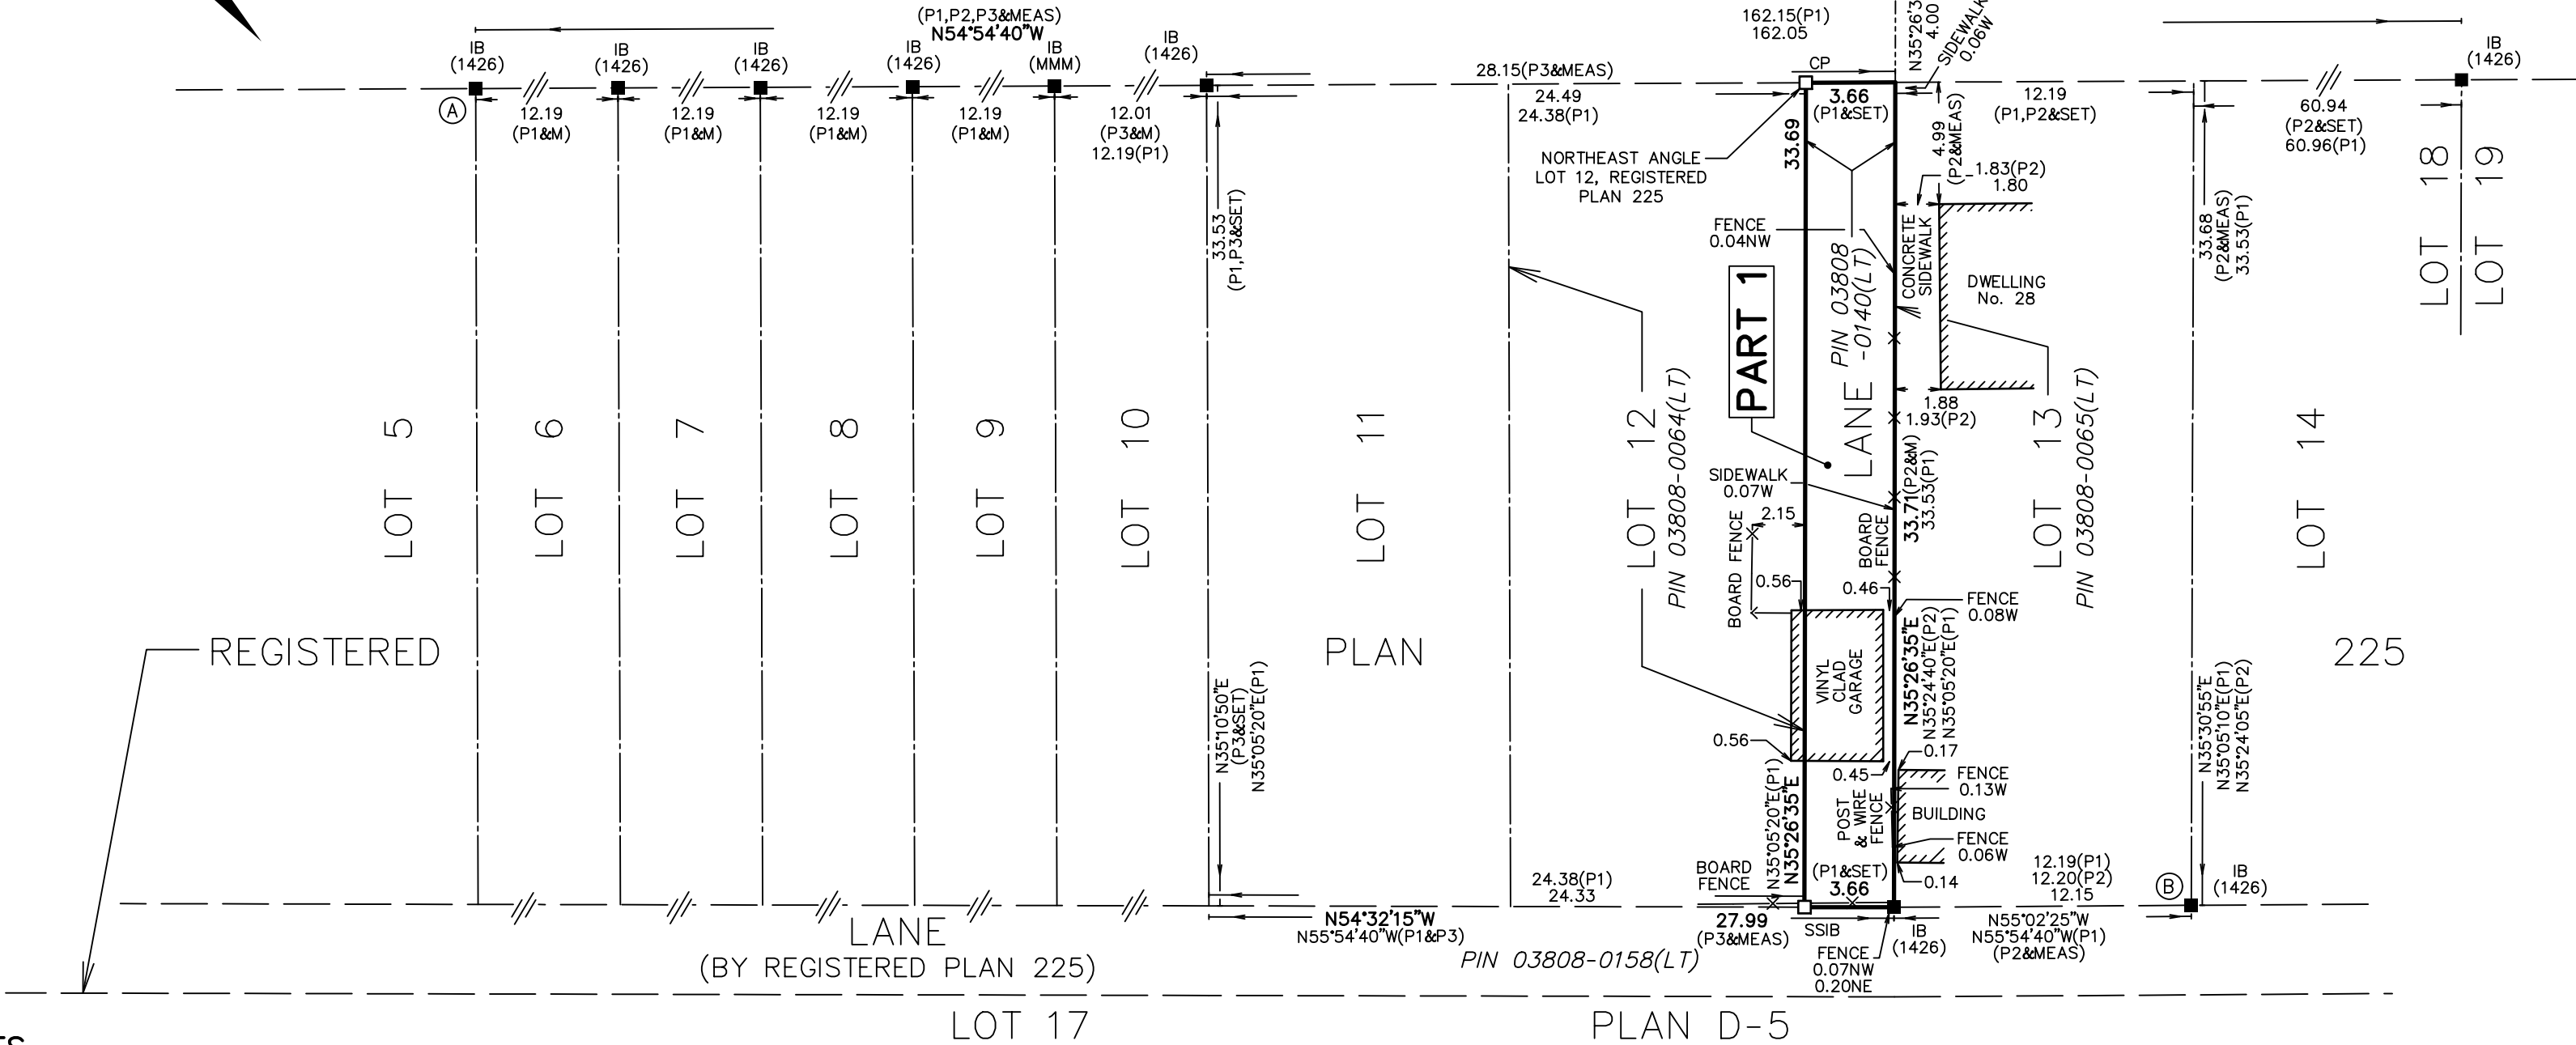 (P1,P2,P3&MEAS)
N54°54'40"W
IB
(1426)
IB
(1426)
IB
(1426)
IB
(1426)
IB
(MMM)
IB
(1426)
A
12.19
(P1&M)
12.19
(P1&M)
12.19
(P1&M)
12.19
(P1&M)
12.01
(P3&M)
12.19(P1)
33.53
(P1,P3&SET)
28.15(P3&MEAS)
24.49
24.38(P1)
162.15(P1)
162.05
CP
3.66
(P1&SET)
N35°26'3
4.00
SIDEWALK
0.06W
12.19
(P1,P2&SET)
IB
(1426)
60.94
(P2&SET)
60.96(P1)
NORTHEAST ANGLE
LOT 12, REGISTERED
PLAN 225
33.69
4.99
(P2&MEAS)
1.83(P2)
1.80
33.68
(P2&MEAS)
33.53(P1)
FENCE
0.04NW
PIN 03808
-0140(LT)
CONCRETE
SIDEWALK
DWELLING
No. 28
LOT 18
LOT 19
PART 1
LANE
1.88
1.93(P2)
LOT 5
LOT 6
LOT 7
LOT 8
LOT 9
LOT 10
LOT 11
LOT 12
PIN 03808-0064(LT)
LOT 13
PIN 03808-0065(LT)
LOT 14
SIDEWALK
0.07W
33.71(P2&M)
33.53(P1)
2.15
BOARD FENCE
BOARD
FENCE
0.56
0.46
FENCE
0.08W
REGISTERED
PLAN
225
VINYL
CLAD
GARAGE
N35°26'35"E
N35°24'40"E(P2)
N35°05'20"E(P1)
N35°10'50"E
(P3&SET)
N35°05'20"E(P1)
N35°30'55"E
N35°05'10"E(P1)
N35°24'05"E(P2)
0.56
0.17
0.45
FENCE
0.13W
N35°05'20"E(P1)
N35°26'35"E
POST
& WIRE
FENCE
BUILDING
FENCE
0.06W
(P1&SET)
3.66
0.14
BOARD
FENCE
24.38(P1)
24.33
12.19(P1)
12.20(P2)
12.15
B
IB
(1426)
N54°32'15"W
N55°54'40"W(P1&P3)
27.99
(P3&MEAS)
SSIB
IB
(1426)
N55°02'25"W
N55°54'40"W(P1)
(P2&MEAS)
FENCE
0.07NW
0.20NE
PIN 03808-0158(LT)
LANE
(BY REGISTERED PLAN 225)
LOT 17
PLAN D-5